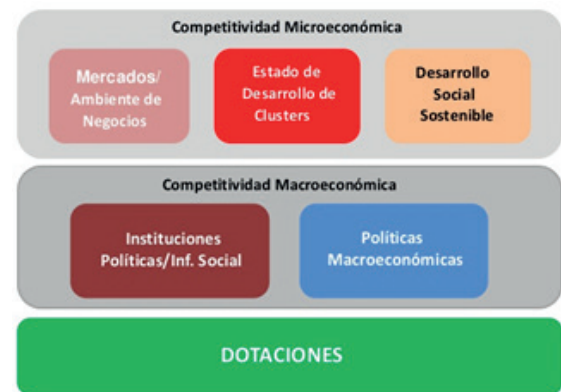 Competitividad Microeconómica
Mercados/
Ambiente de
Negocios
Estado de
Desarrollo de
Clusters
Desarrollo
Social
Sostenible
Competitividad Macroeconómica
Instituciones
Políticas/Inf. Social
Políticas
Macroeconómicas
DOTACIONES